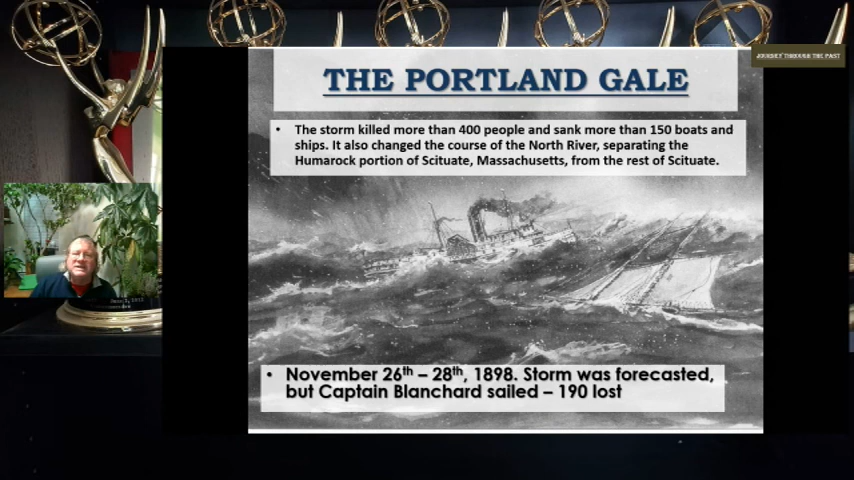 JOURNEY THROUGH THE PAST
THE PORTLAND GALE
• The storm killed more than 400 people and sank more than 150 boats and
ships. It also changed the course of the North River, separating the
Humarock portion of Scituate, Massachusetts, from the rest of Scituate.
• November 26th – 28th, 1898. Storm was forecasted,
but Captain Blanchard sailed – 190 lost